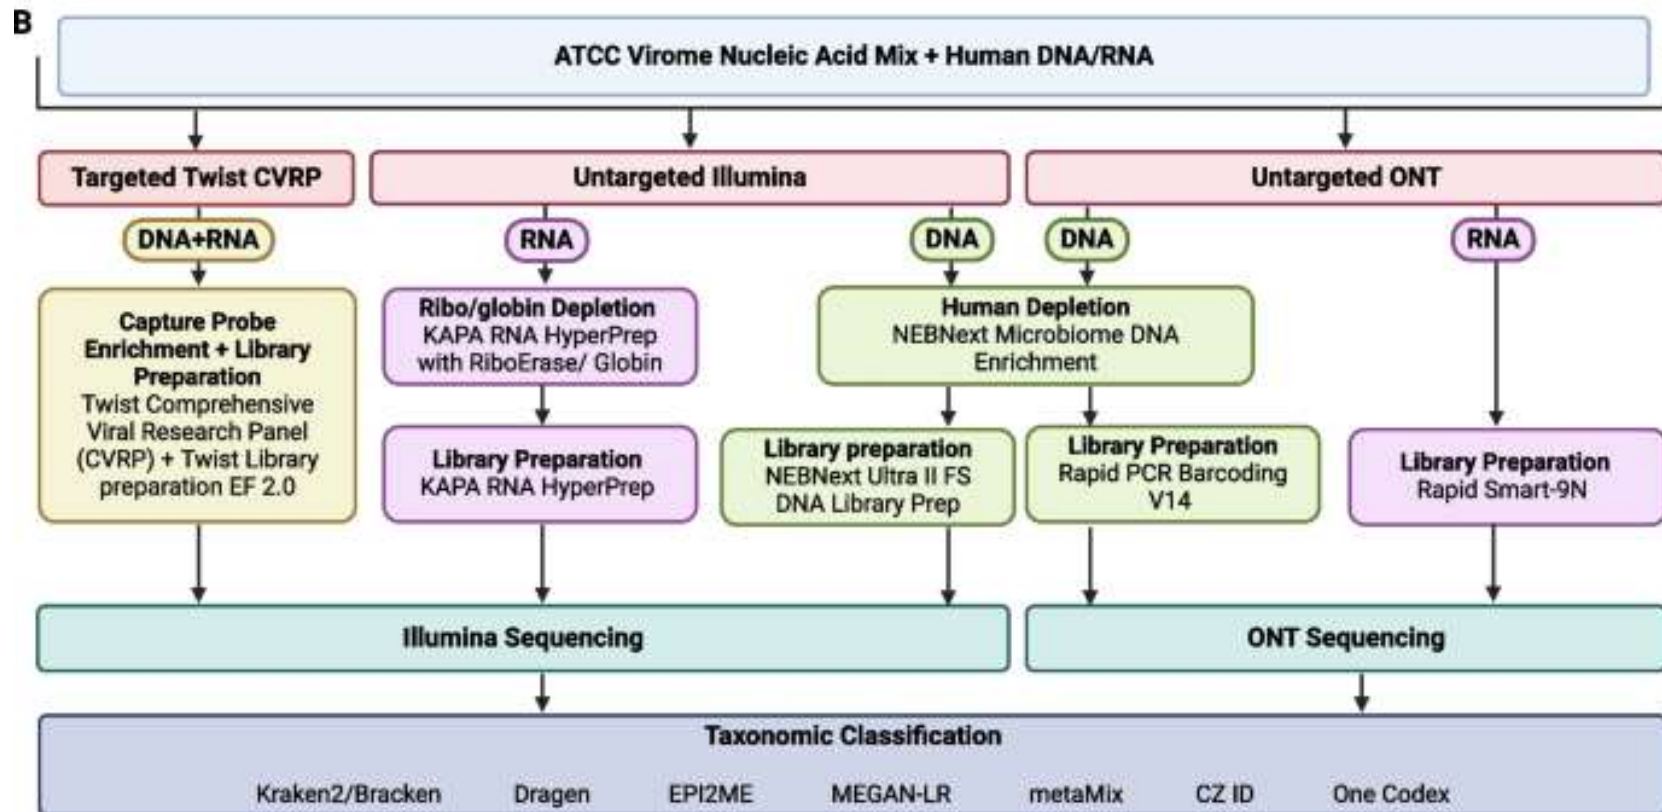 B
ATCC Virome Nucleic Acid Mix + Human DNA/RNA
Targeted Twist CVRP
Untargeted Illumina
Untargeted ONT
DNA+RNA
RNA
DNA
DNA
RNA
Capture Probe
Enrichment + Library
Preparation
Twist Comprehensive
Viral Research Panel
(CVRP) + Twist Library
preparation EF 2.0
Ribo/globin Depletion
KAPA RNA HyperPrep
with RiboErase/ Globin
Human Depletion
NEBNext Microbiome DNA
Enrichment
Library Preparation
KAPA RNA HyperPrep
Library preparation
NEBNext Ultra II FS
DNA Library Prep
Library Preparation
Rapid PCR Barcoding
V14
Library Preparation
Rapid Smart-9N
Illumina Sequencing
ONT Sequencing
Taxonomic Classification
Kraken2/Bracken
Dragen
EPI2ME
MEGAN-LR
metaMix
CZ ID
One Codex